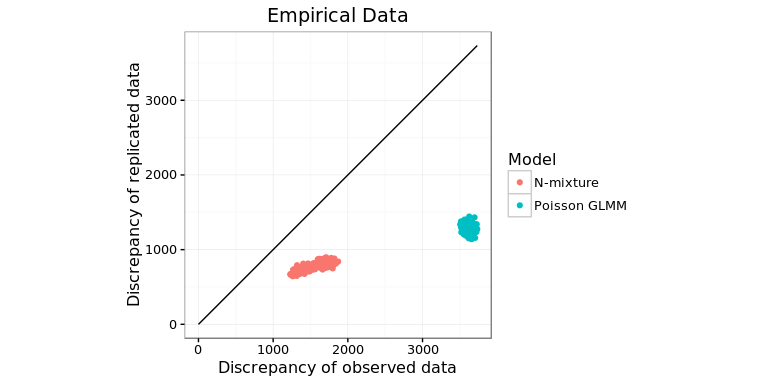 Empirical Data
Discrepancy of replicated data
3000
2000
1000
0
0 1000 2000 3000
Discrepancy of observed data
Model
N-mixture
Poisson GLMM